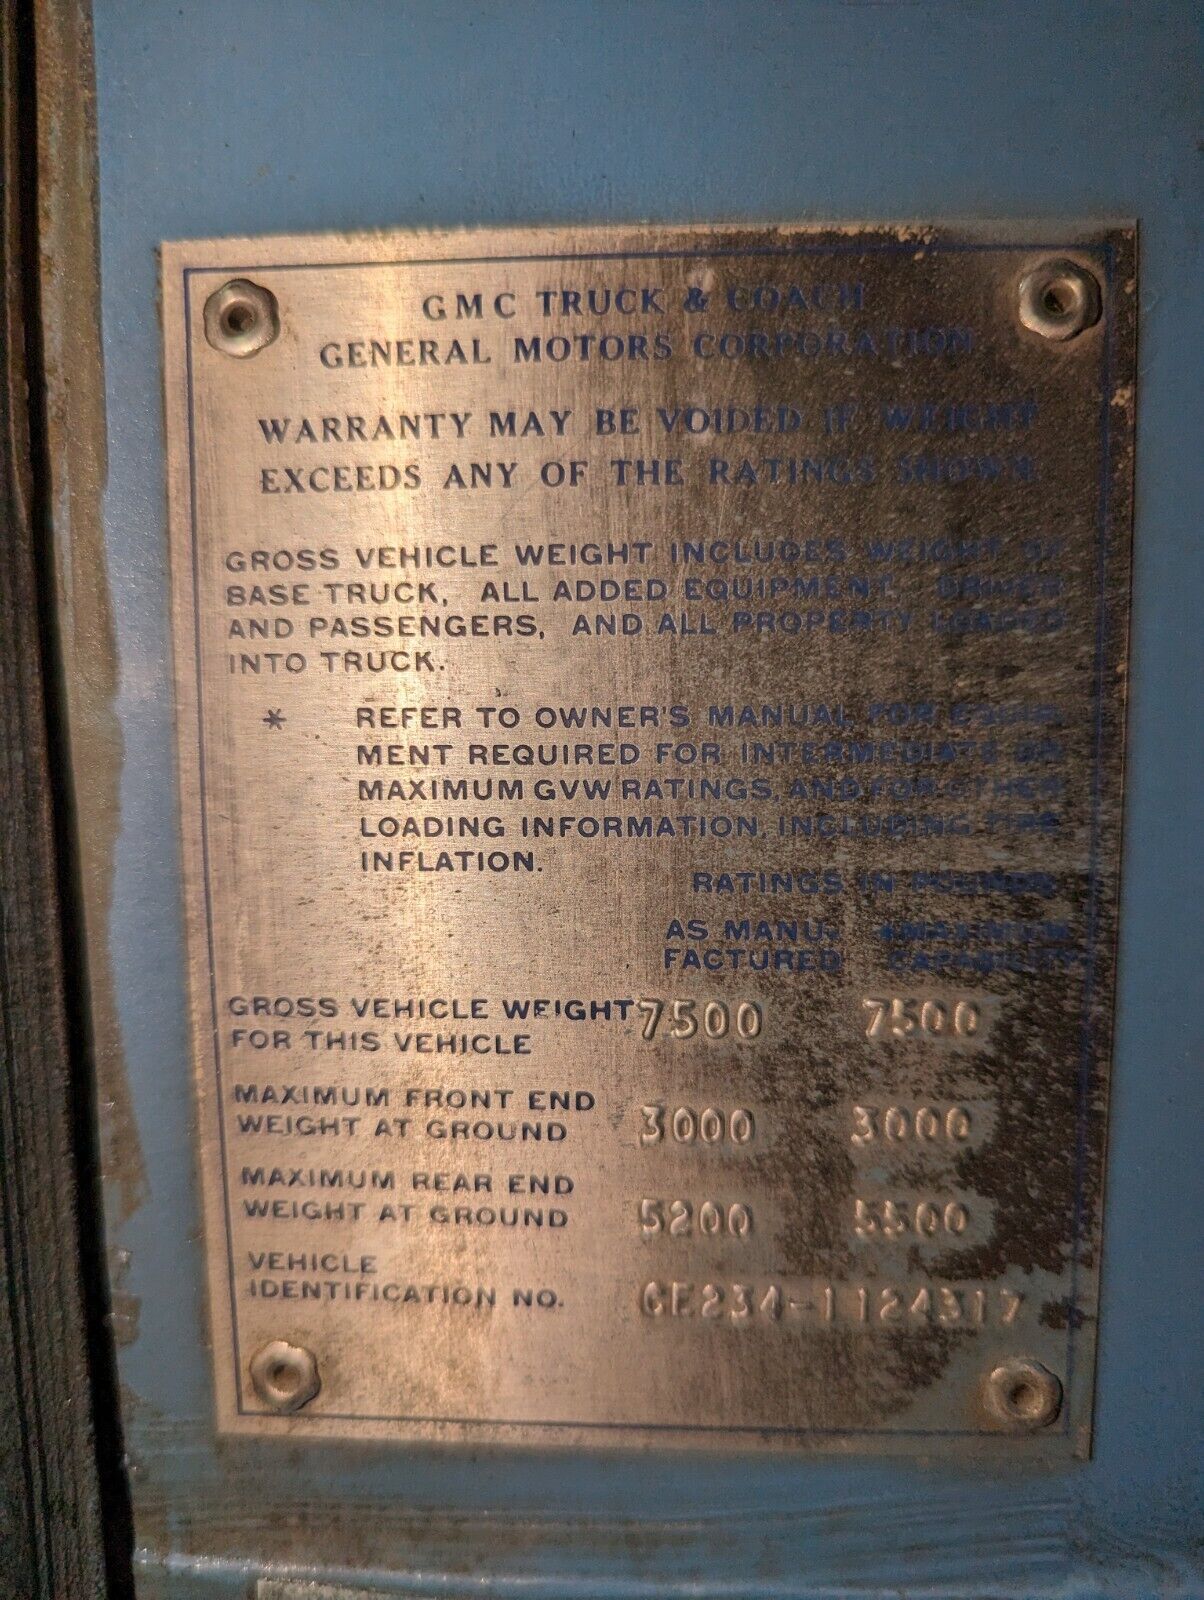 GMC TRUCK & COACH
GENERAL MOTORS CORPORATION
WARRANTY MAY BE VOIDED IF WEIGHT
EXCEEDS ANY OF THE RATINGS SHOWN.
GROSS VEHICLE WEIGHT INCLUDES WEIGHT OF
BASE TRUCK, ALL ADDED EQUIPMENT, DRIVER
AND PASSENGERS, AND ALL PROPERTY LOADED
INTO TRUCK.
* REFER TO OWNER'S MANUAL FOR EQUIP-
MENT REQUIRED FOR INTERMEDIATE OR
MAXIMUM GVW RATINGS, AND FOR OTHER
LOADING INFORMATION, INCLUDING TIRE
INFLATION.
RATINGS IN POUNDS
AS MANU- *MAXIMUM
FACTURED CAPABILITY
GROSS VEHICLE WEIGHT 7500 7500
FOR THIS VEHICLE
MAXIMUM FRONT END
WEIGHT AT GROUND 3000 3000
MAXIMUM REAR END
WEIGHT AT GROUND 5200 5500
VEHICLE
IDENTIFICATION NO. CE234-1124317